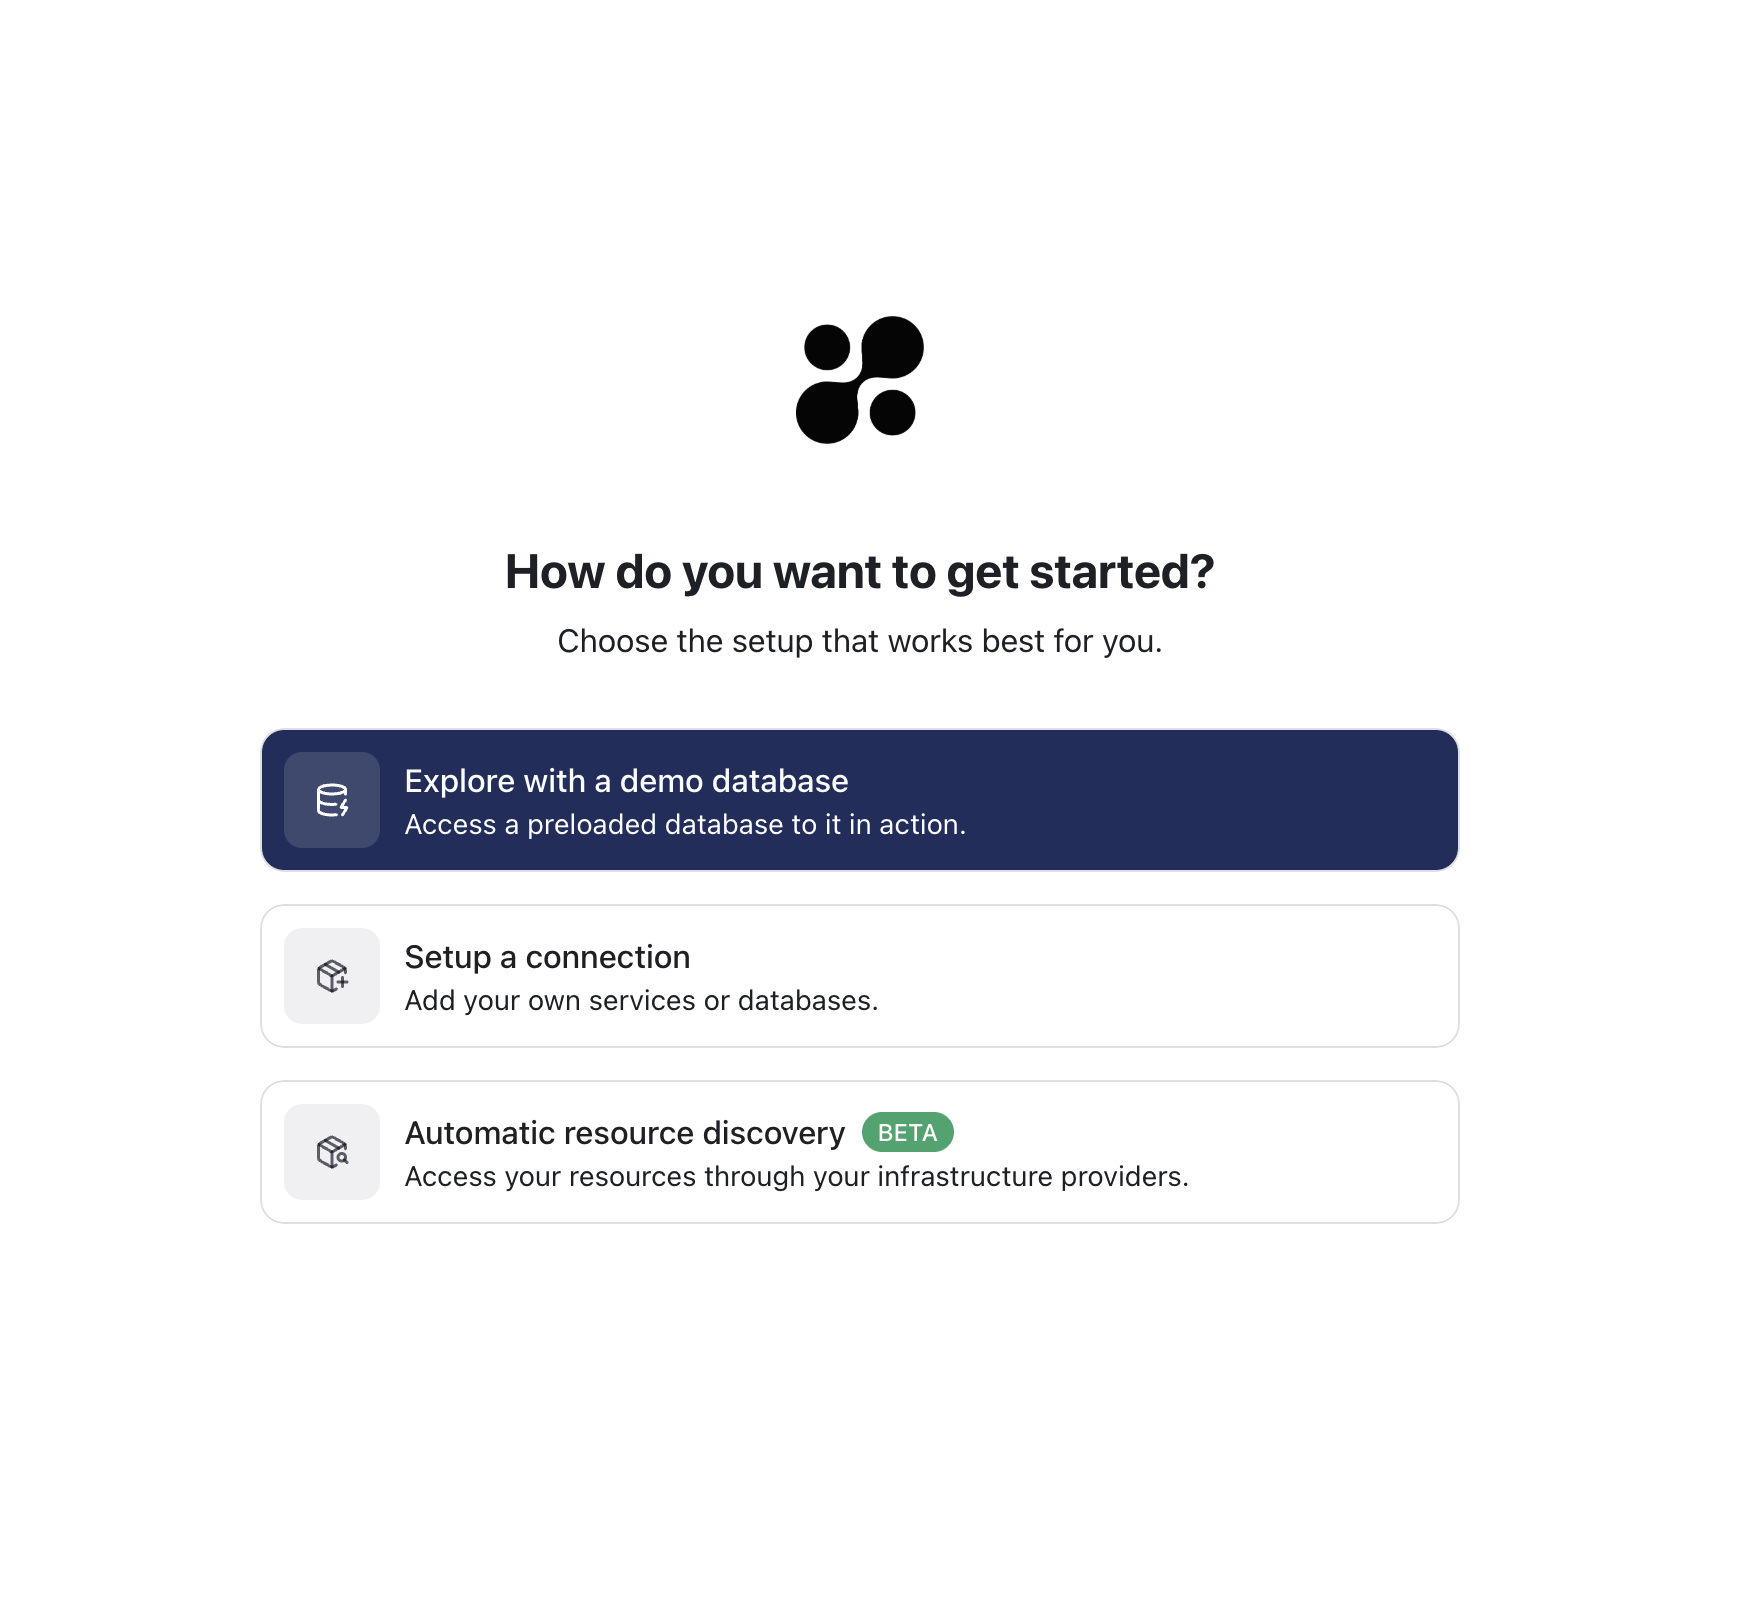 How do you want to get started?
Choose the setup that works best for you.
Explore with a demo database
Access a preloaded database to it in action.
Setup a connection
Add your own services or databases.
Automatic resource discovery BETA
Access your resources through your infrastructure providers.